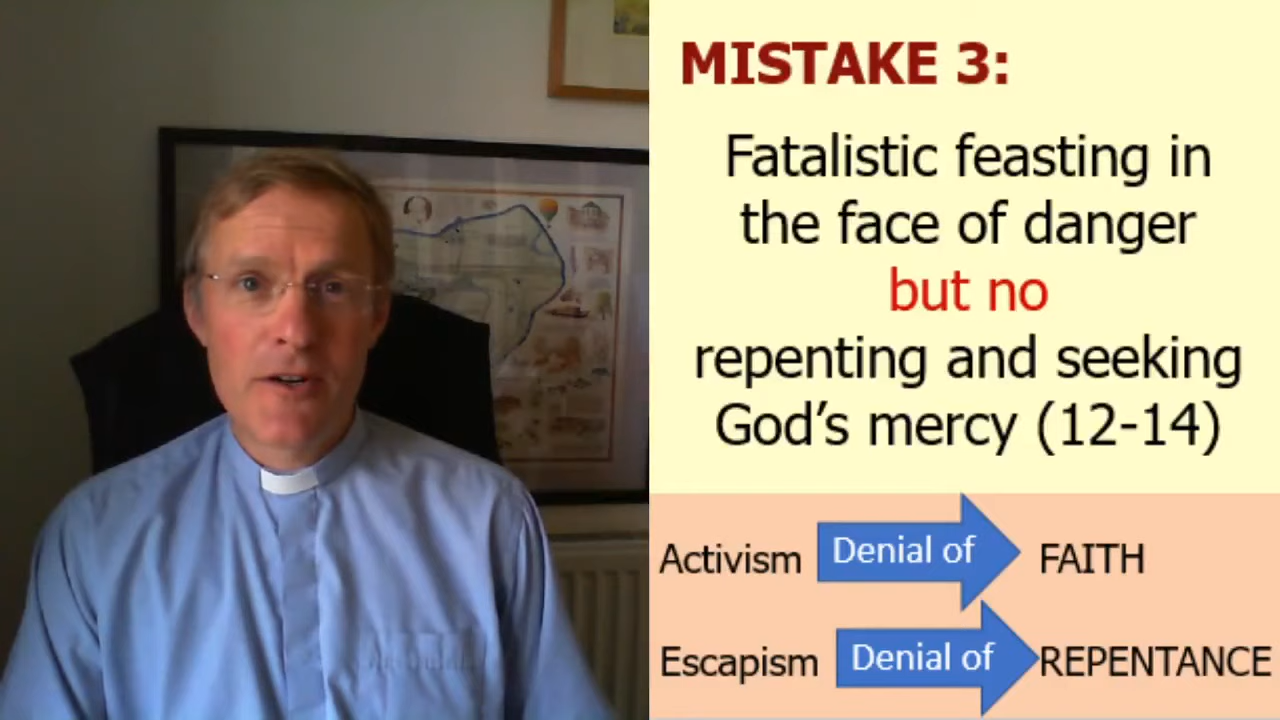 MISTAKE 3:
Fatalistic feasting in
the face of danger
but no
repenting and seeking
God’s mercy (12-14)
Activism Denial of FAITH
Escapism Denial of REPENTANCE